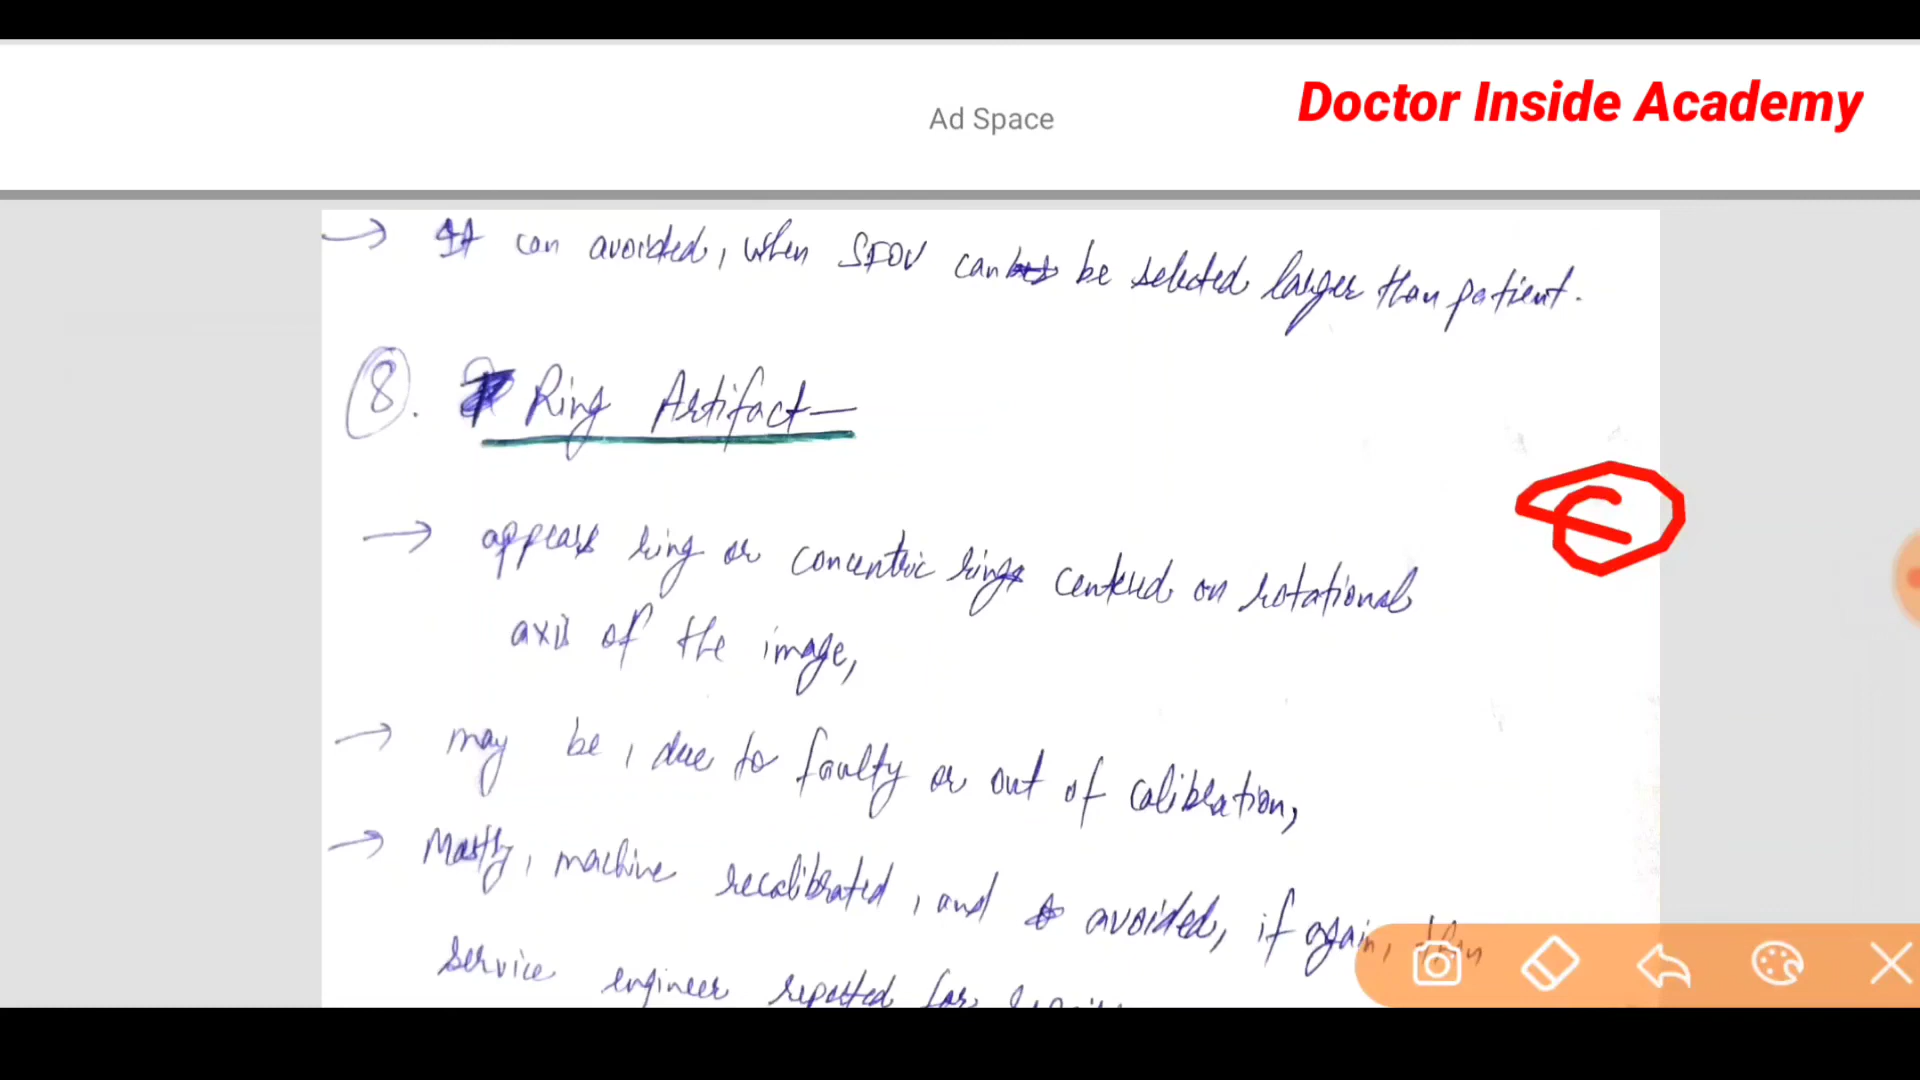 Doctor Inside Academy
Ad Space
→ It can avoided, when SFOV can be selected larger than patient.
8. Ring Artifact—
→ appears ring or concentric rings centered on rotational
axis of the image,
→ may be, due to faulty or out of calibration,
→ Mostly, machine recalibrated, and avoided, if again, then
service engineer reported for